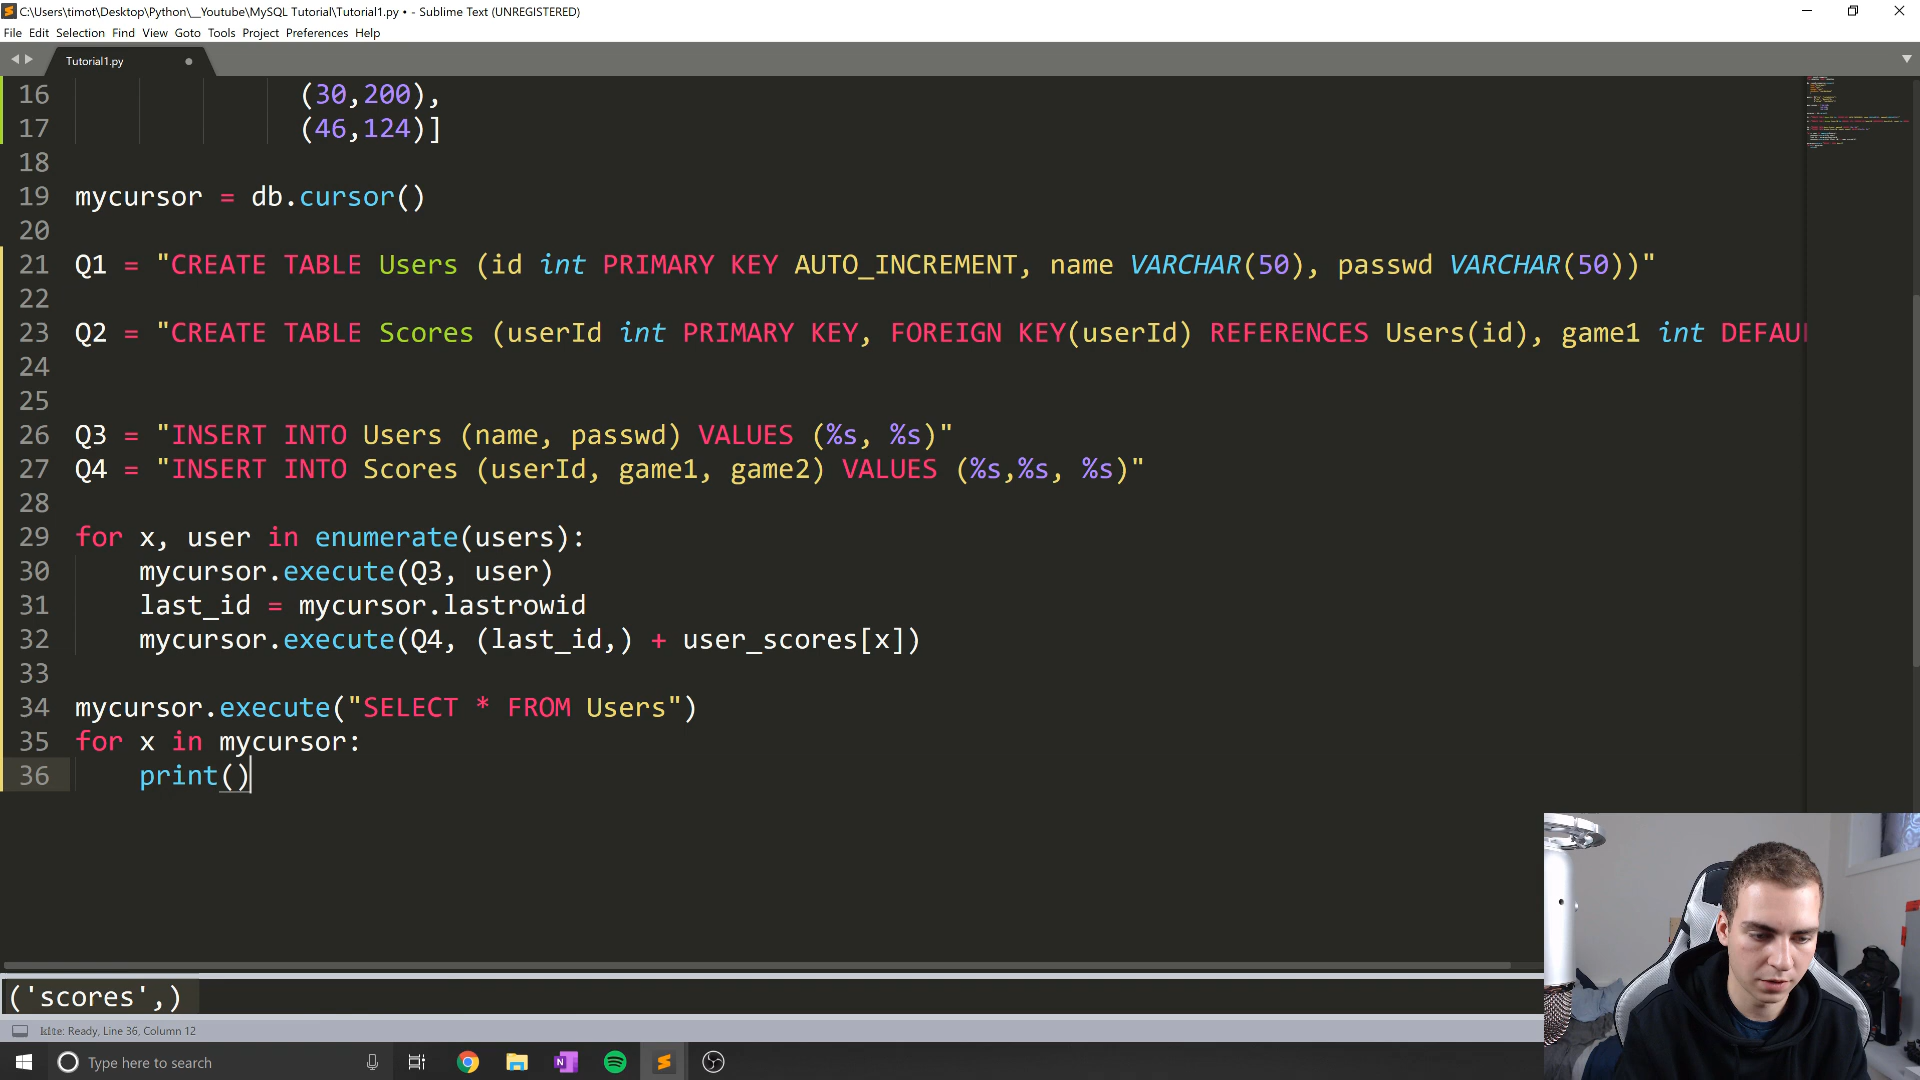 C:\Users\timot\Desktop\Python\__Youtube\MySQL Tutorial\Tutorial1.py • - Sublime Text (UNREGISTERED)
File Edit Selection Find View Goto Tools Project Preferences Help
Tutorial1.py
16 (30,200),
17 (46,124)]
18
19 mycursor = db.cursor()
20
21 Q1 = "CREATE TABLE Users (id int PRIMARY KEY AUTO_INCREMENT, name VARCHAR(50), passwd VARCHAR(50))"
22
23 Q2 = "CREATE TABLE Scores (userId int PRIMARY KEY, FOREIGN KEY(userId) REFERENCES Users(id), game1 int DEFAU
24
25
26 Q3 = "INSERT INTO Users (name, passwd) VALUES (%s, %s)"
27 Q4 = "INSERT INTO Scores (userId, game1, game2) VALUES (%s,%s, %s)"
28
29 for x, user in enumerate(users):
30 mycursor.execute(Q3, user)
31 last_id = mycursor.lastrowid
32 mycursor.execute(Q4, (last_id,) + user_scores[x])
33
34 mycursor.execute("SELECT * FROM Users")
35 for x in mycursor:
36 print()
('scores',)
Ready, Line 36, Column 12
Type here to search